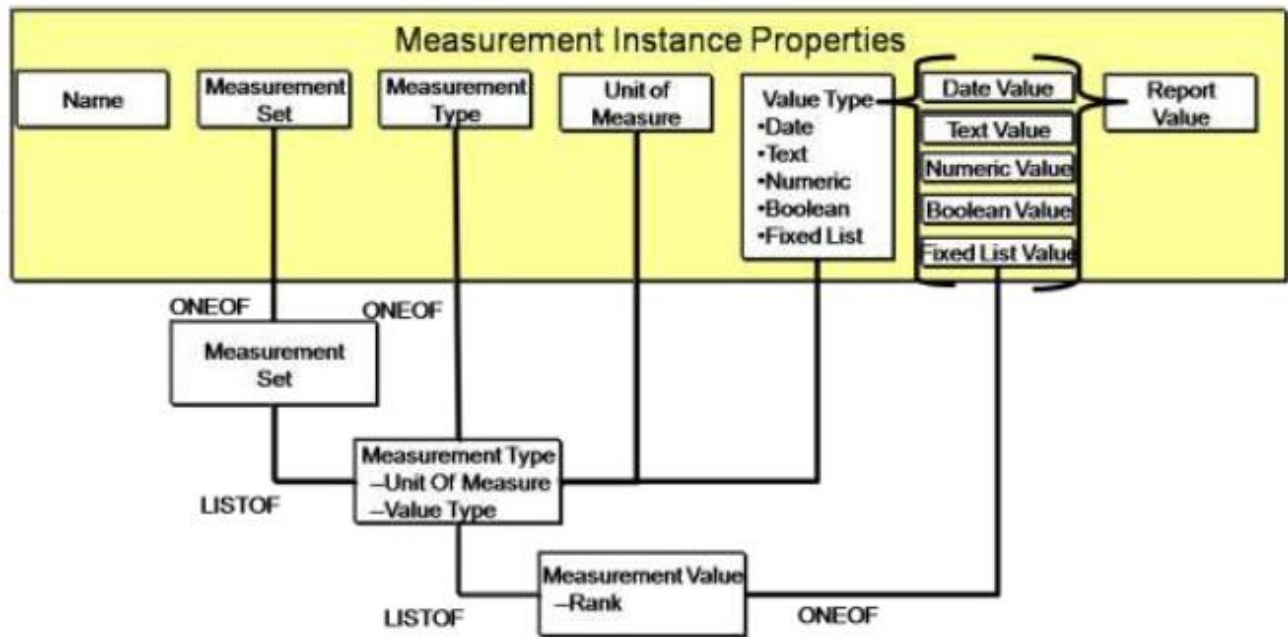 Measurement Instance Properties
Name
Measurement
Set
Measurement
Type
Unit of
Measure
Value Type
•Date
•Text
•Numeric
•Boolean
•Fixed List
Date Value
Text Value
Numeric Value
Boolean Value
Fixed List Value
Report
Value
ONEOF
ONEOF
Measurement
Set
LISTOF
Measurement Type
–Unit Of Measure
–Value Type
LISTOF
Measurement Value
–Rank
ONEOF